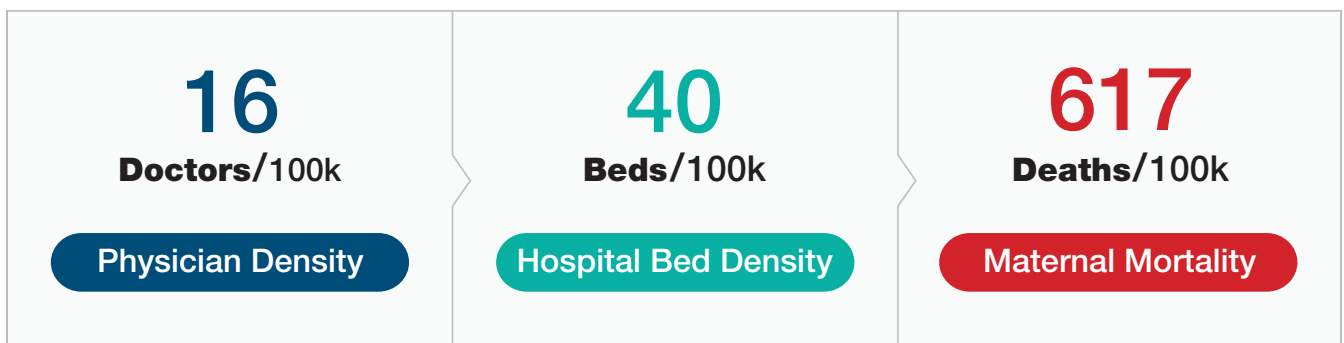 16
Doctors/100k
Physician Density
40
Beds/100k
Hospital Bed Density
617
Deaths/100k
Maternal Mortality